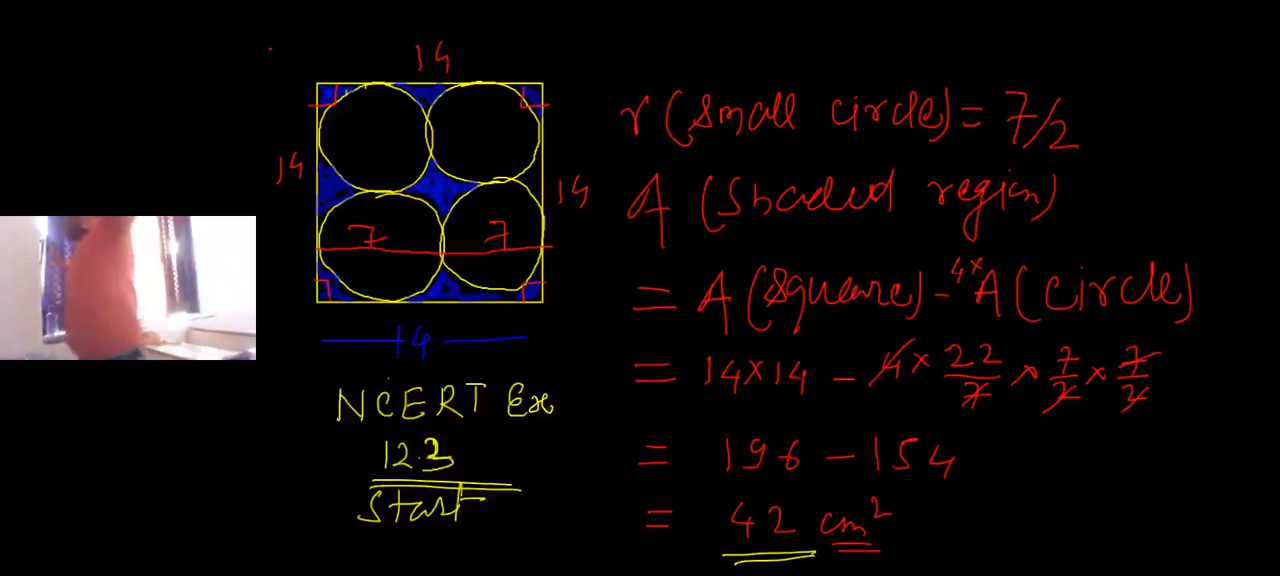 14
14
14
7 7
14
NCERT Ex
12.3
Start
r (small circle) = 7/2
A (Shaded region)
= A (square) - 4 x A (circle)
= 14 x 14 - 4 x 22/7 x 7/2 x 7/2
= 196 - 154
= 42 cm²